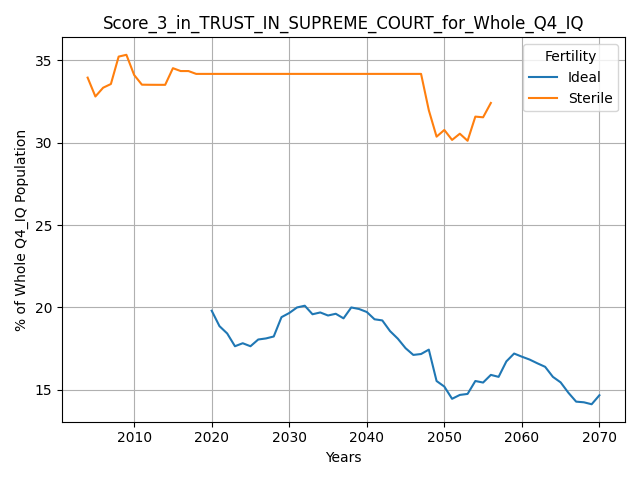 Score_3_in_TRUST_IN_SUPREME_COURT_for_Whole_Q4_IQ
Fertility
Ideal
Sterile
% of Whole Q4_IQ Population
35
30
25
20
15
2010 2020 2030 2040 2050 2060 2070
Years